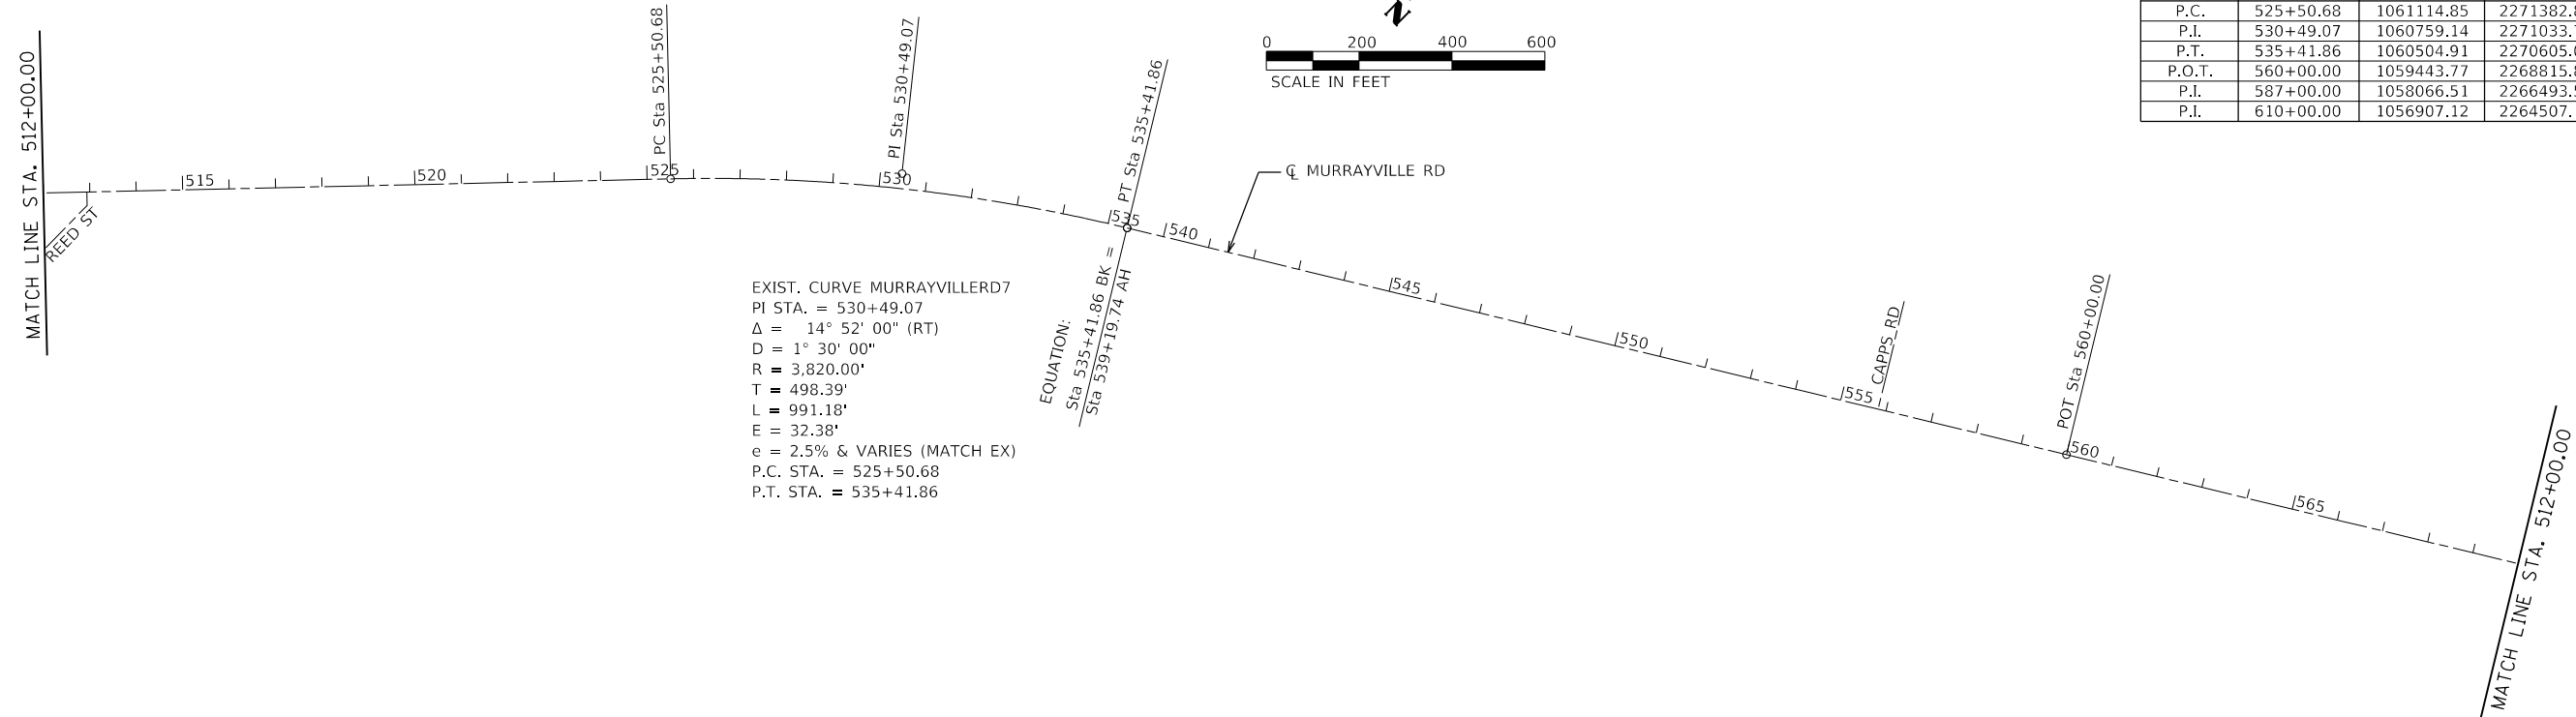 MATCH LINE STA. 512+00.00
REED ST
515
520
525
PC Sta 525+50.68
530
PI Sta 530+49.07
535
PT Sta 535+41.86
N
0 200 400 600
SCALE IN FEET
℄ MURRAYVILLE RD
P.C. 525+50.68 1061114.85
P.I. 530+49.07 1060759.14
P.T. 535+41.86 1060504.91
P.O.T. 560+00.00 1059443.77
P.I. 587+00.00 1058066.51
P.I. 610+00.00 1056907.12
EXIST. CURVE MURRAYVILLERD7
PI STA. = 530+49.07
Δ = 14° 52' 00" (RT)
D = 1° 30' 00"
R = 3,820.00'
T = 498.39'
L = 991.18'
E = 32.38'
e = 2.5% & VARIES (MATCH EX)
P.C. STA. = 525+50.68
P.T. STA. = 535+41.86
EQUATION:
Sta 535+41.86 BK =
Sta 539+19.74 AH
540
545
550
555
CAPPS RD
POT Sta 560+00.00
560
565
MATCH LINE STA. 512+00.00